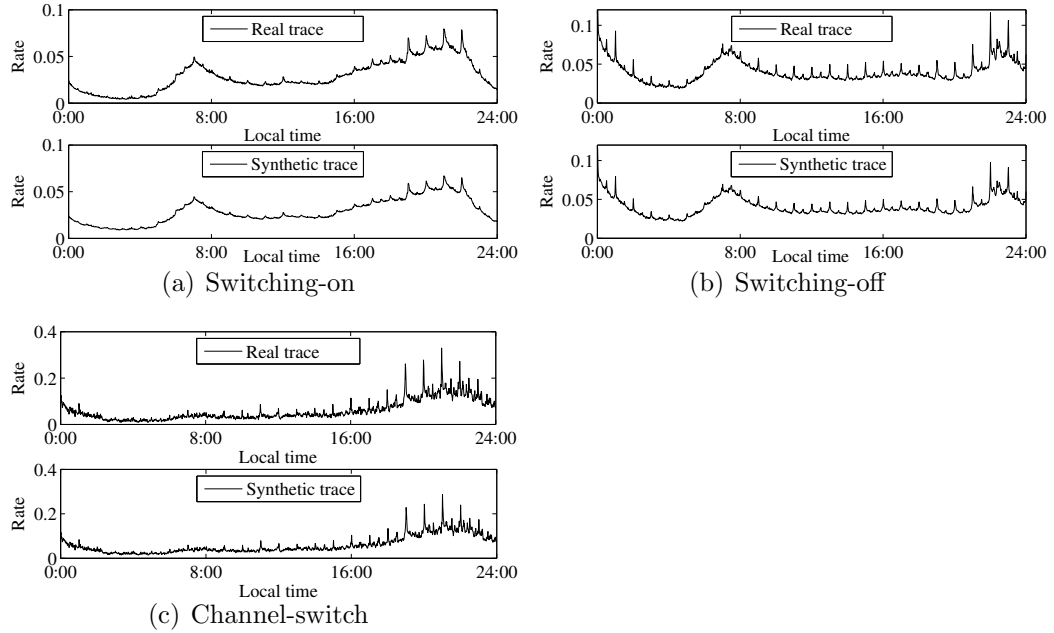 0.1
Real trace
Rate
0.05
0
0:00
8:00
16:00
24:00
Local time
0.1
Synthetic trace
Rate
0.05
0
0:00
8:00
16:00
24:00
Local time
(a) Switching-on
Real trace
0.1
Rate
0.05
0
0:00
8:00
16:00
24:00
Local time
Synthetic trace
0.1
Rate
0.05
0
0:00
8:00
16:00
24:00
Local time
(b) Switching-off
0.4
Real trace
Rate
0.2
0
0:00
8:00
16:00
24:00
Local time
0.4
Synthetic trace
Rate
0.2
0
0:00
8:00
16:00
24:00
Local time
(c) Channel-switch